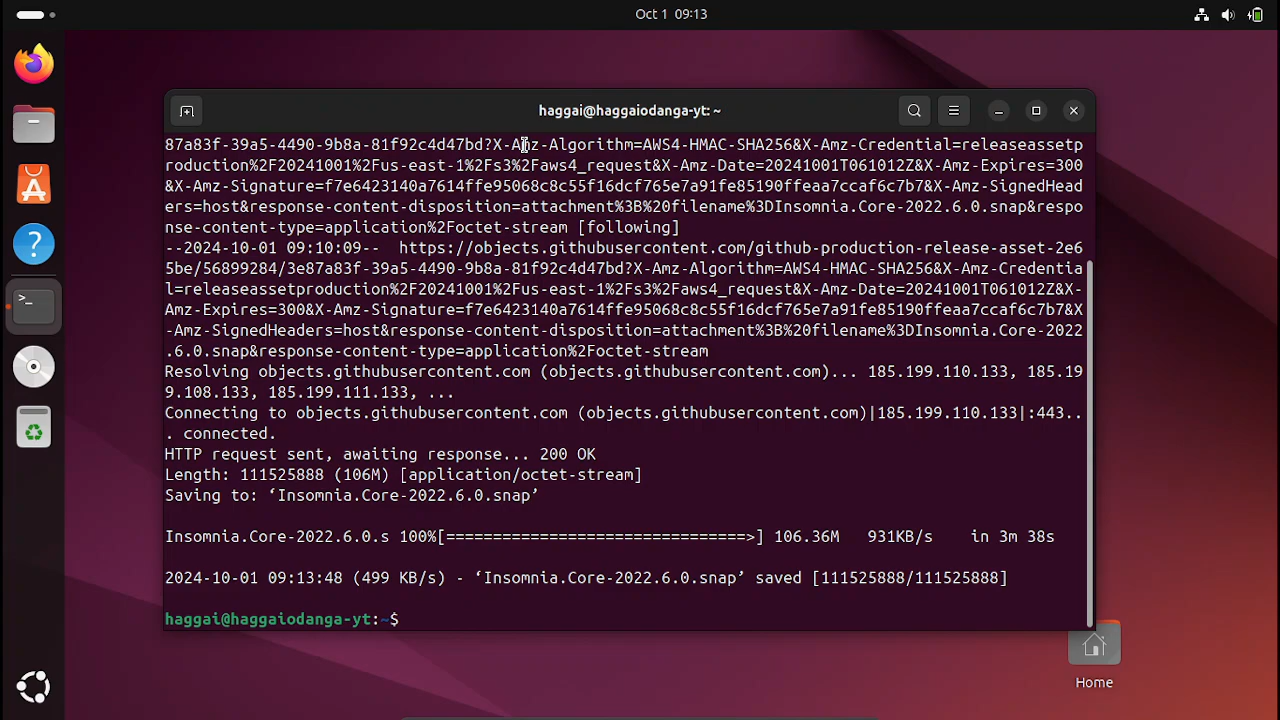 Oct 1 09:13
haggai@haggaiodanga-yt: ~
87a83f-39a5-4490-9b8a-81f92c4d47bd?X-Amz-Algorithm=AWS4-HMAC-SHA256&X-Amz-Credential=releaseassetp
roduction%2F20241001%2Fus-east-1%2Fs3%2Faws4_request&X-Amz-Date=20241001T061012Z&X-Amz-Expires=300
&X-Amz-Signature=f7e6423140a7614ffe95068c8c55f16dcf765e7a91fe85190ffeaa7ccaf6c7b7&X-Amz-SignedHead
ers=host&response-content-disposition=attachment%3B%20filename%3DInsomnia.Core-2022.6.0.snap&respo
nse-content-type=application%2Foctet-stream [following]
--2024-10-01 09:10:09--  https://objects.githubusercontent.com/github-production-release-asset-2e6
5be/56899284/3e87a83f-39a5-4490-9b8a-81f92c4d47bd?X-Amz-Algorithm=AWS4-HMAC-SHA256&X-Amz-Credentia
l=releaseassetproduction%2F20241001%2Fus-east-1%2Fs3%2Faws4_request&X-Amz-Date=20241001T061012Z&X-
Amz-Expires=300&X-Amz-Signature=f7e6423140a7614ffe95068c8c55f16dcf765e7a91fe85190ffeaa7ccaf6c7b7&X
-Amz-SignedHeaders=host&response-content-disposition=attachment%3B%20filename%3DInsomnia.Core-2022
.6.0.snap&response-content-type=application%2Foctet-stream
Resolving objects.githubusercontent.com (objects.githubusercontent.com)... 185.199.110.133, 185.19
9.108.133, 185.199.111.133, ...
Connecting to objects.githubusercontent.com (objects.githubusercontent.com)|185.199.110.133|:443..
. connected.
HTTP request sent, awaiting response... 200 OK
Length: 111525888 (106M) [application/octet-stream]
Saving to: ‘Insomnia.Core-2022.6.0.snap’
Insomnia.Core-2022.6.0.s 100%[================================>] 106.36M   931KB/s    in 3m 38s
2024-10-01 09:13:48 (499 KB/s) - ‘Insomnia.Core-2022.6.0.snap’ saved [111525888/111525888]
haggai@haggaiodanga-yt:~$
Home